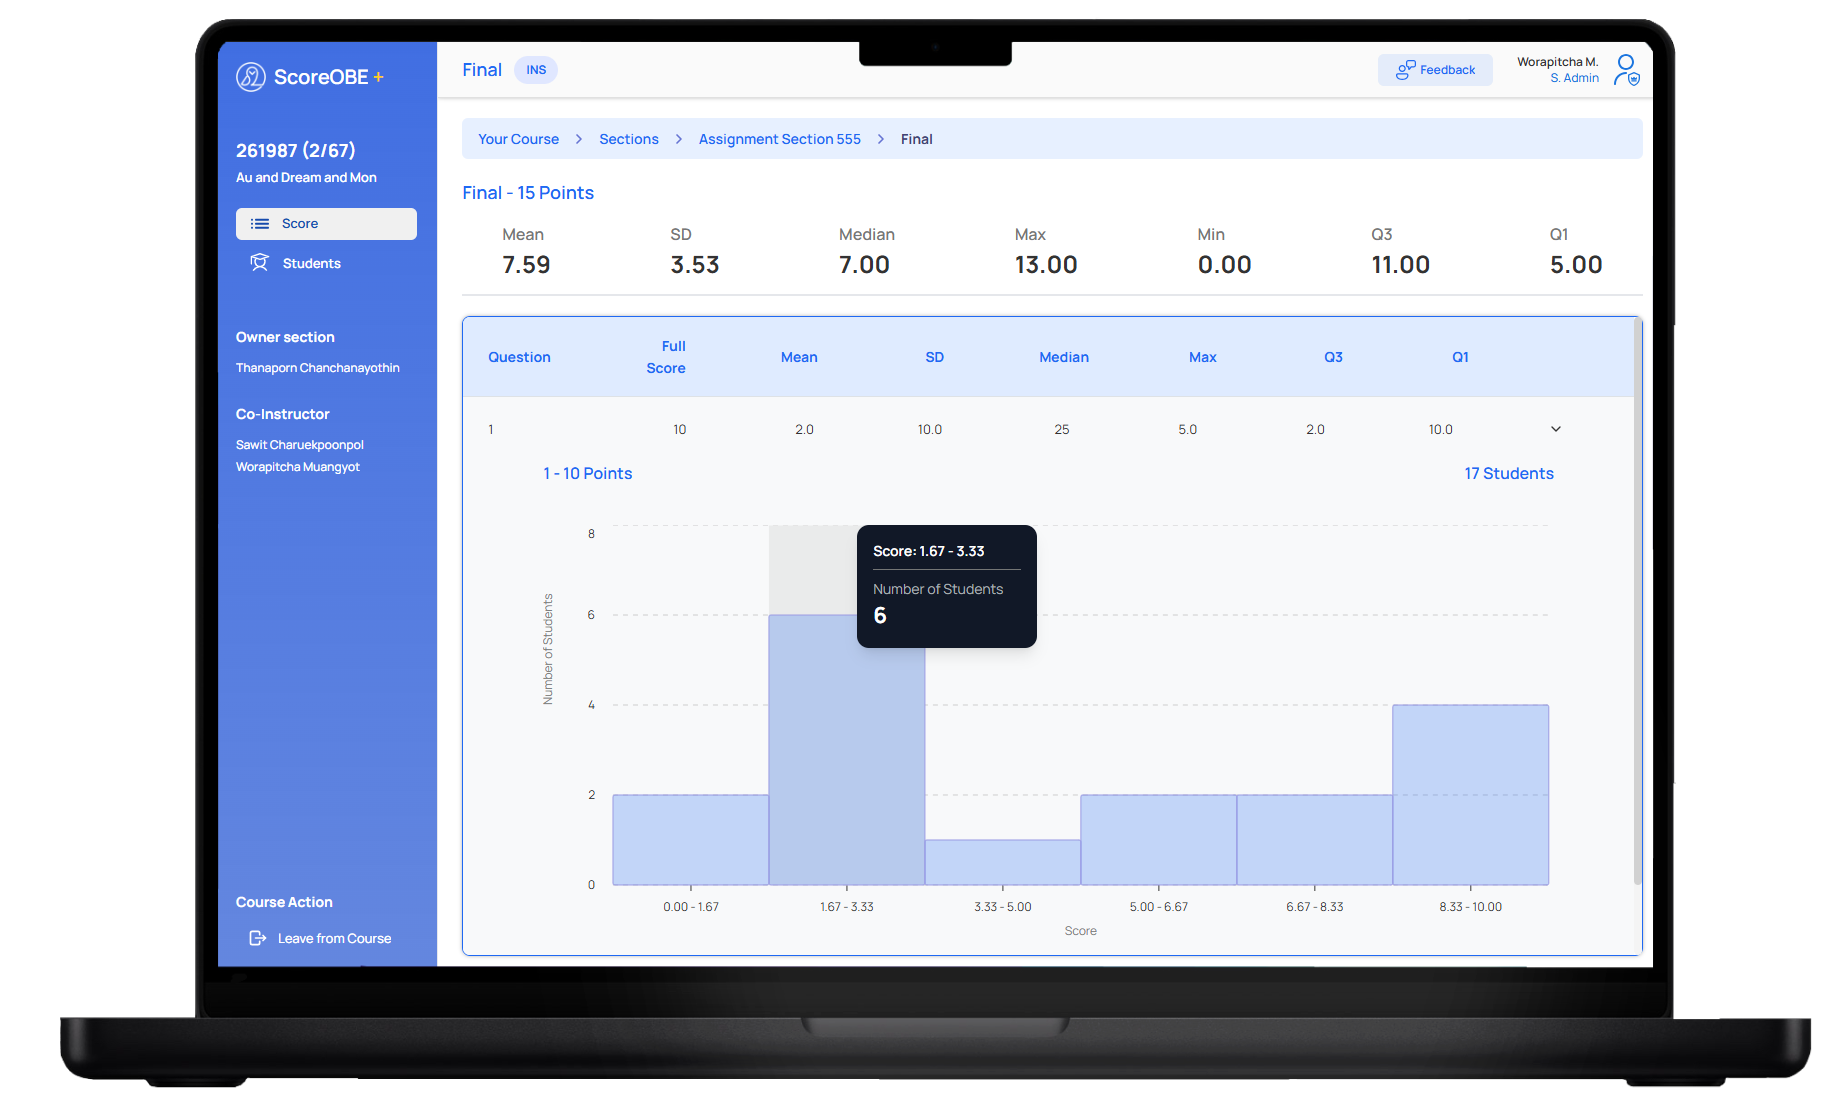 ScoreOBE +
261987 (2/67)
Au and Dream and Mon
Score
Students
Owner section
Thanaporn Chanchanayothin
Co-Instructor
Sawit Charuekpoonpol
Worapitcha Muangyot
Course Action
Leave from Course
Final INS
Feedback
Worapitcha M.
S. Admin
Your Course > Sections > Assignment Section 555 > Final
Final - 15 Points
Mean SD Median Max Min Q3 Q1
7.59 3.53 7.00 13.00 0.00 11.00 5.00
Question Full Score Mean SD Median Max Q3 Q1
1 10 2.0 10.0 25 5.0 2.0 10.0
1 - 10 Points 17 Students
Score: 1.67 - 3.33
Number of Students
6
Number of Students
8
6
4
2
0
0.00 - 1.67 1.67 - 3.33 3.33 - 5.00 5.00 - 6.67 6.67 - 8.33 8.33 - 10.00
Score